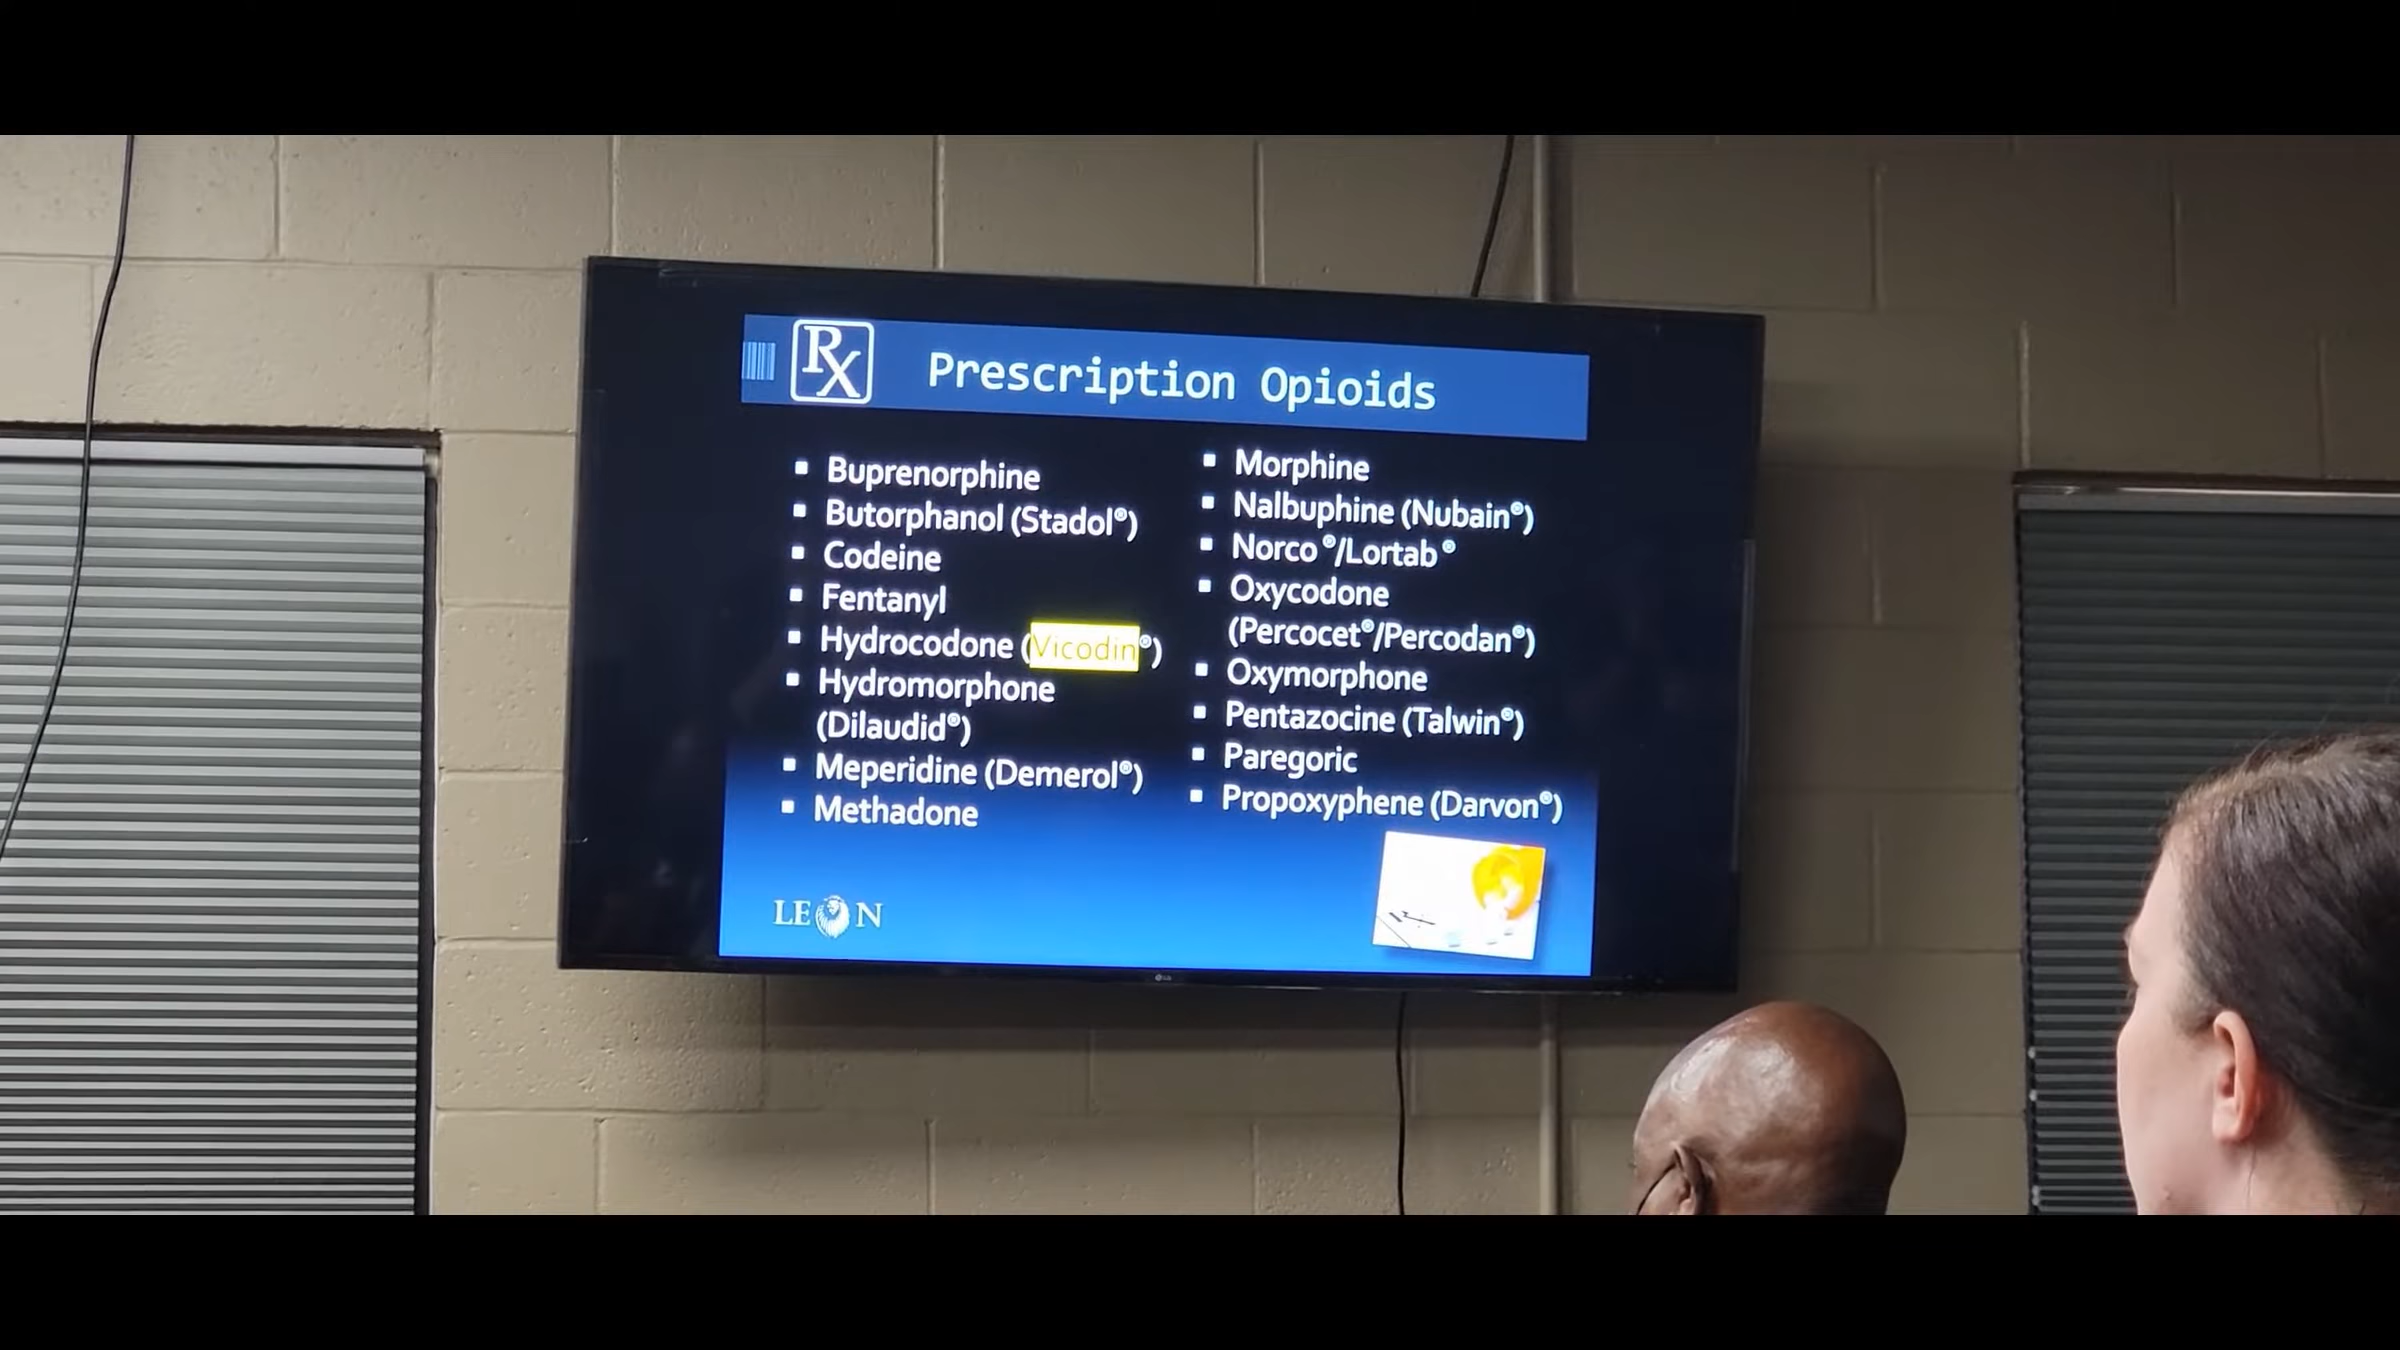 RX
Prescription Opioids
▪ Buprenorphine
▪ Butorphanol (Stadol®)
▪ Codeine
▪ Fentanyl
▪ Hydrocodone (Vicodin®)
▪ Hydromorphone
(Dilaudid®)
▪ Meperidine (Demerol®)
▪ Methadone
▪ Morphine
▪ Nalbuphine (Nubain®)
▪ Norco®/Lortab®
▪ Oxycodone
(Percocet®/Percodan®)
▪ Oxymorphone
▪ Pentazocine (Talwin®)
▪ Paregoric
▪ Propoxyphene (Darvon®)
LEON
LG